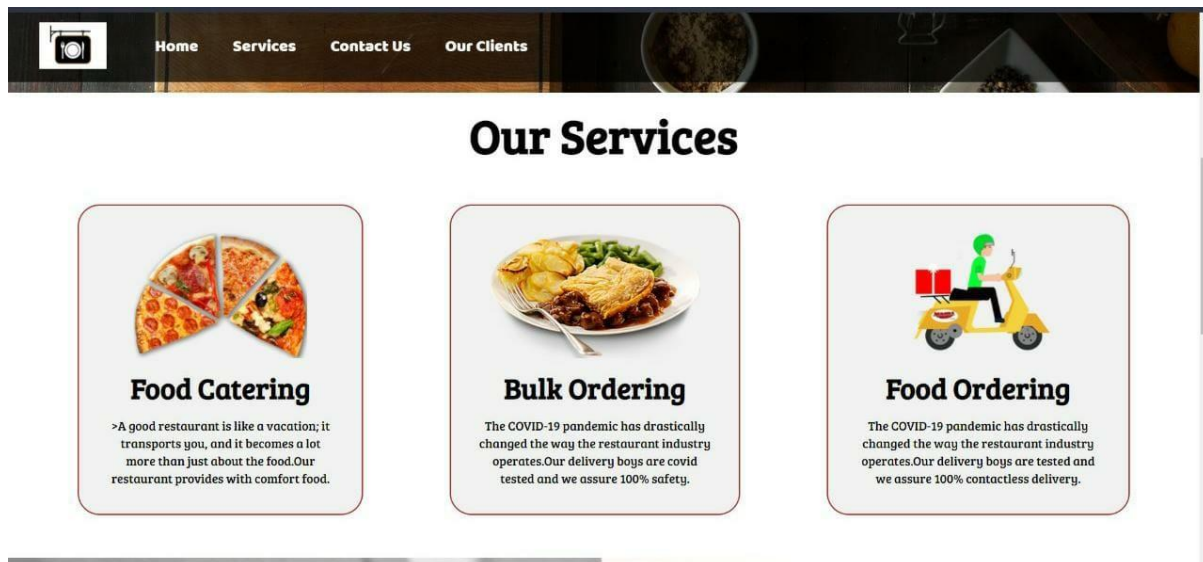 Home Services Contact Us Our Clients
Our Services
Food Catering
>A good restaurant is like a vacation; it
transports you, and it becomes a lot
more than just about the food.Our
restaurant provides with comfort food.
Bulk Ordering
The COVID-19 pandemic has drastically
changed the way the restaurant industry
operates.Our delivery boys are covid
tested and we assure 100% safety.
Food Ordering
The COVID-19 pandemic has drastically
changed the way the restaurant industry
operates.Our delivery boys are tested and
we assure 100% contactless delivery.